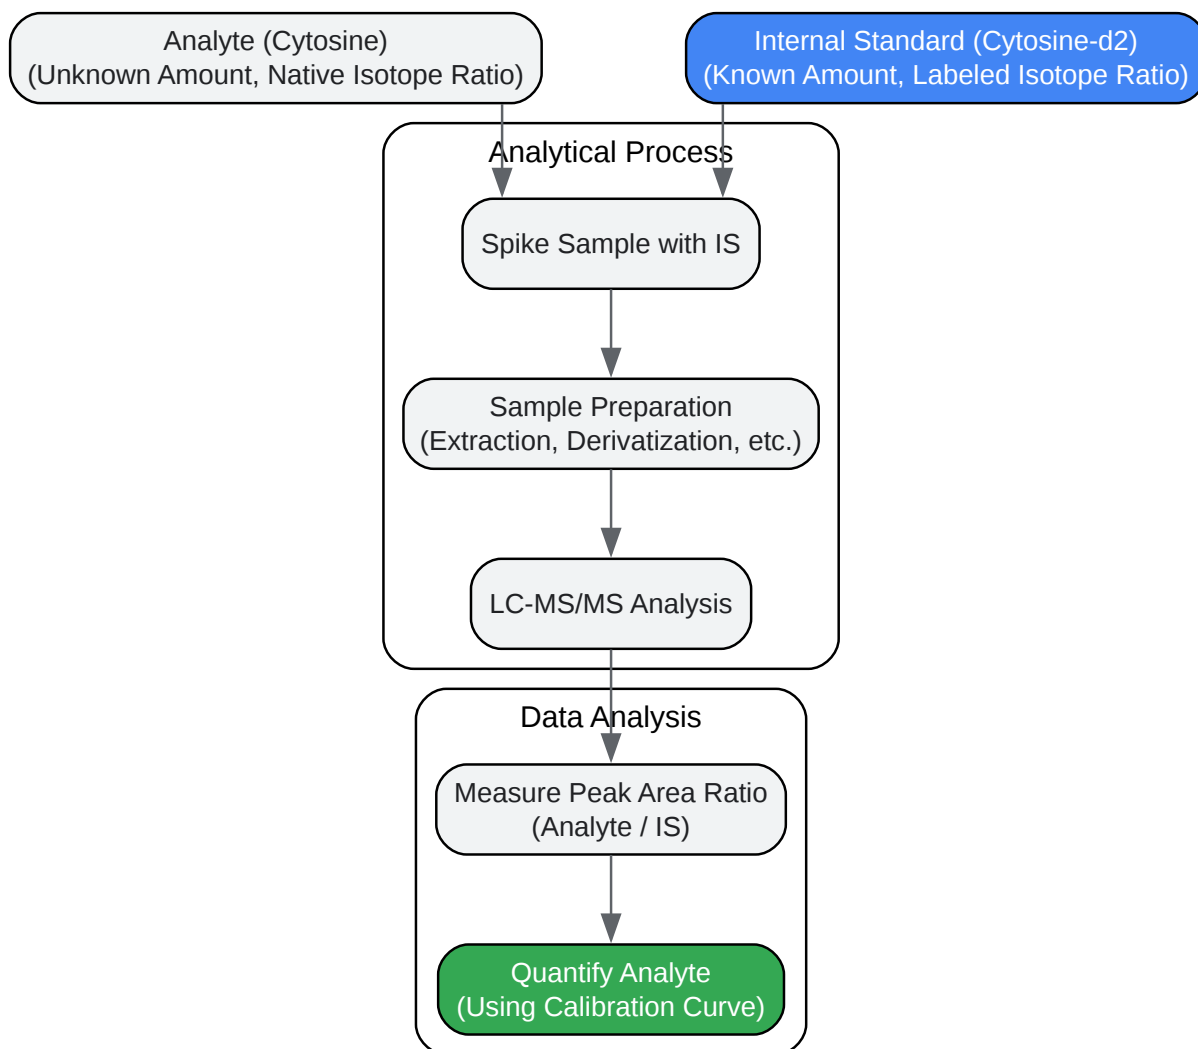 Analyte (Cytosine)
(Unknown Amount, Native Isotope Ratio)
Internal Standard (Cytosine-d2)
(Known Amount, Labeled Isotope Ratio)
Analytical Process
Spike Sample with IS
Sample Preparation
(Extraction, Derivatization, etc.)
LC-MS/MS Analysis
Data Analysis
Measure Peak Area Ratio
(Analyte / IS)
Quantify Analyte
(Using Calibration Curve)